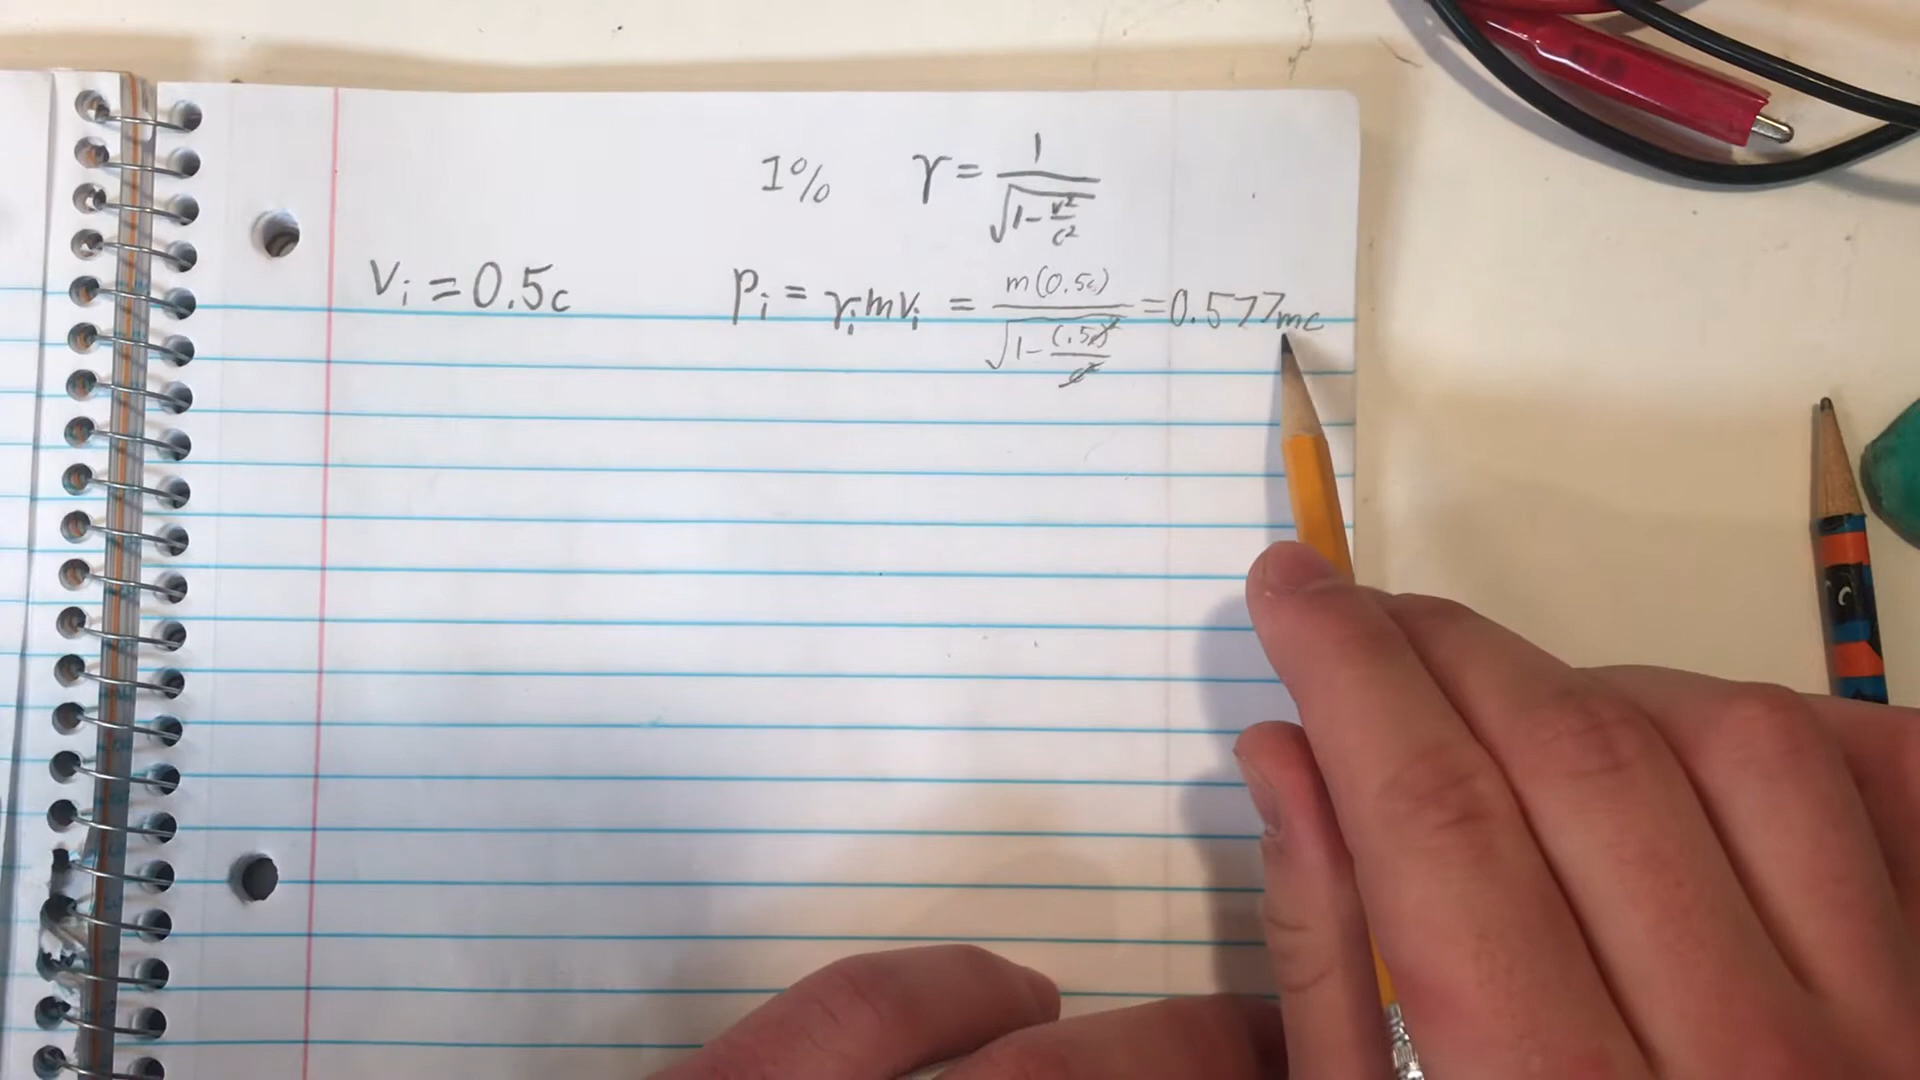 1% γ = 1/√(1 - v²/c²)
vᵢ = 0.5c pᵢ = γᵢmvᵢ = m(0.5c)/√(1 - (.5c)²/c²) = 0.577mc